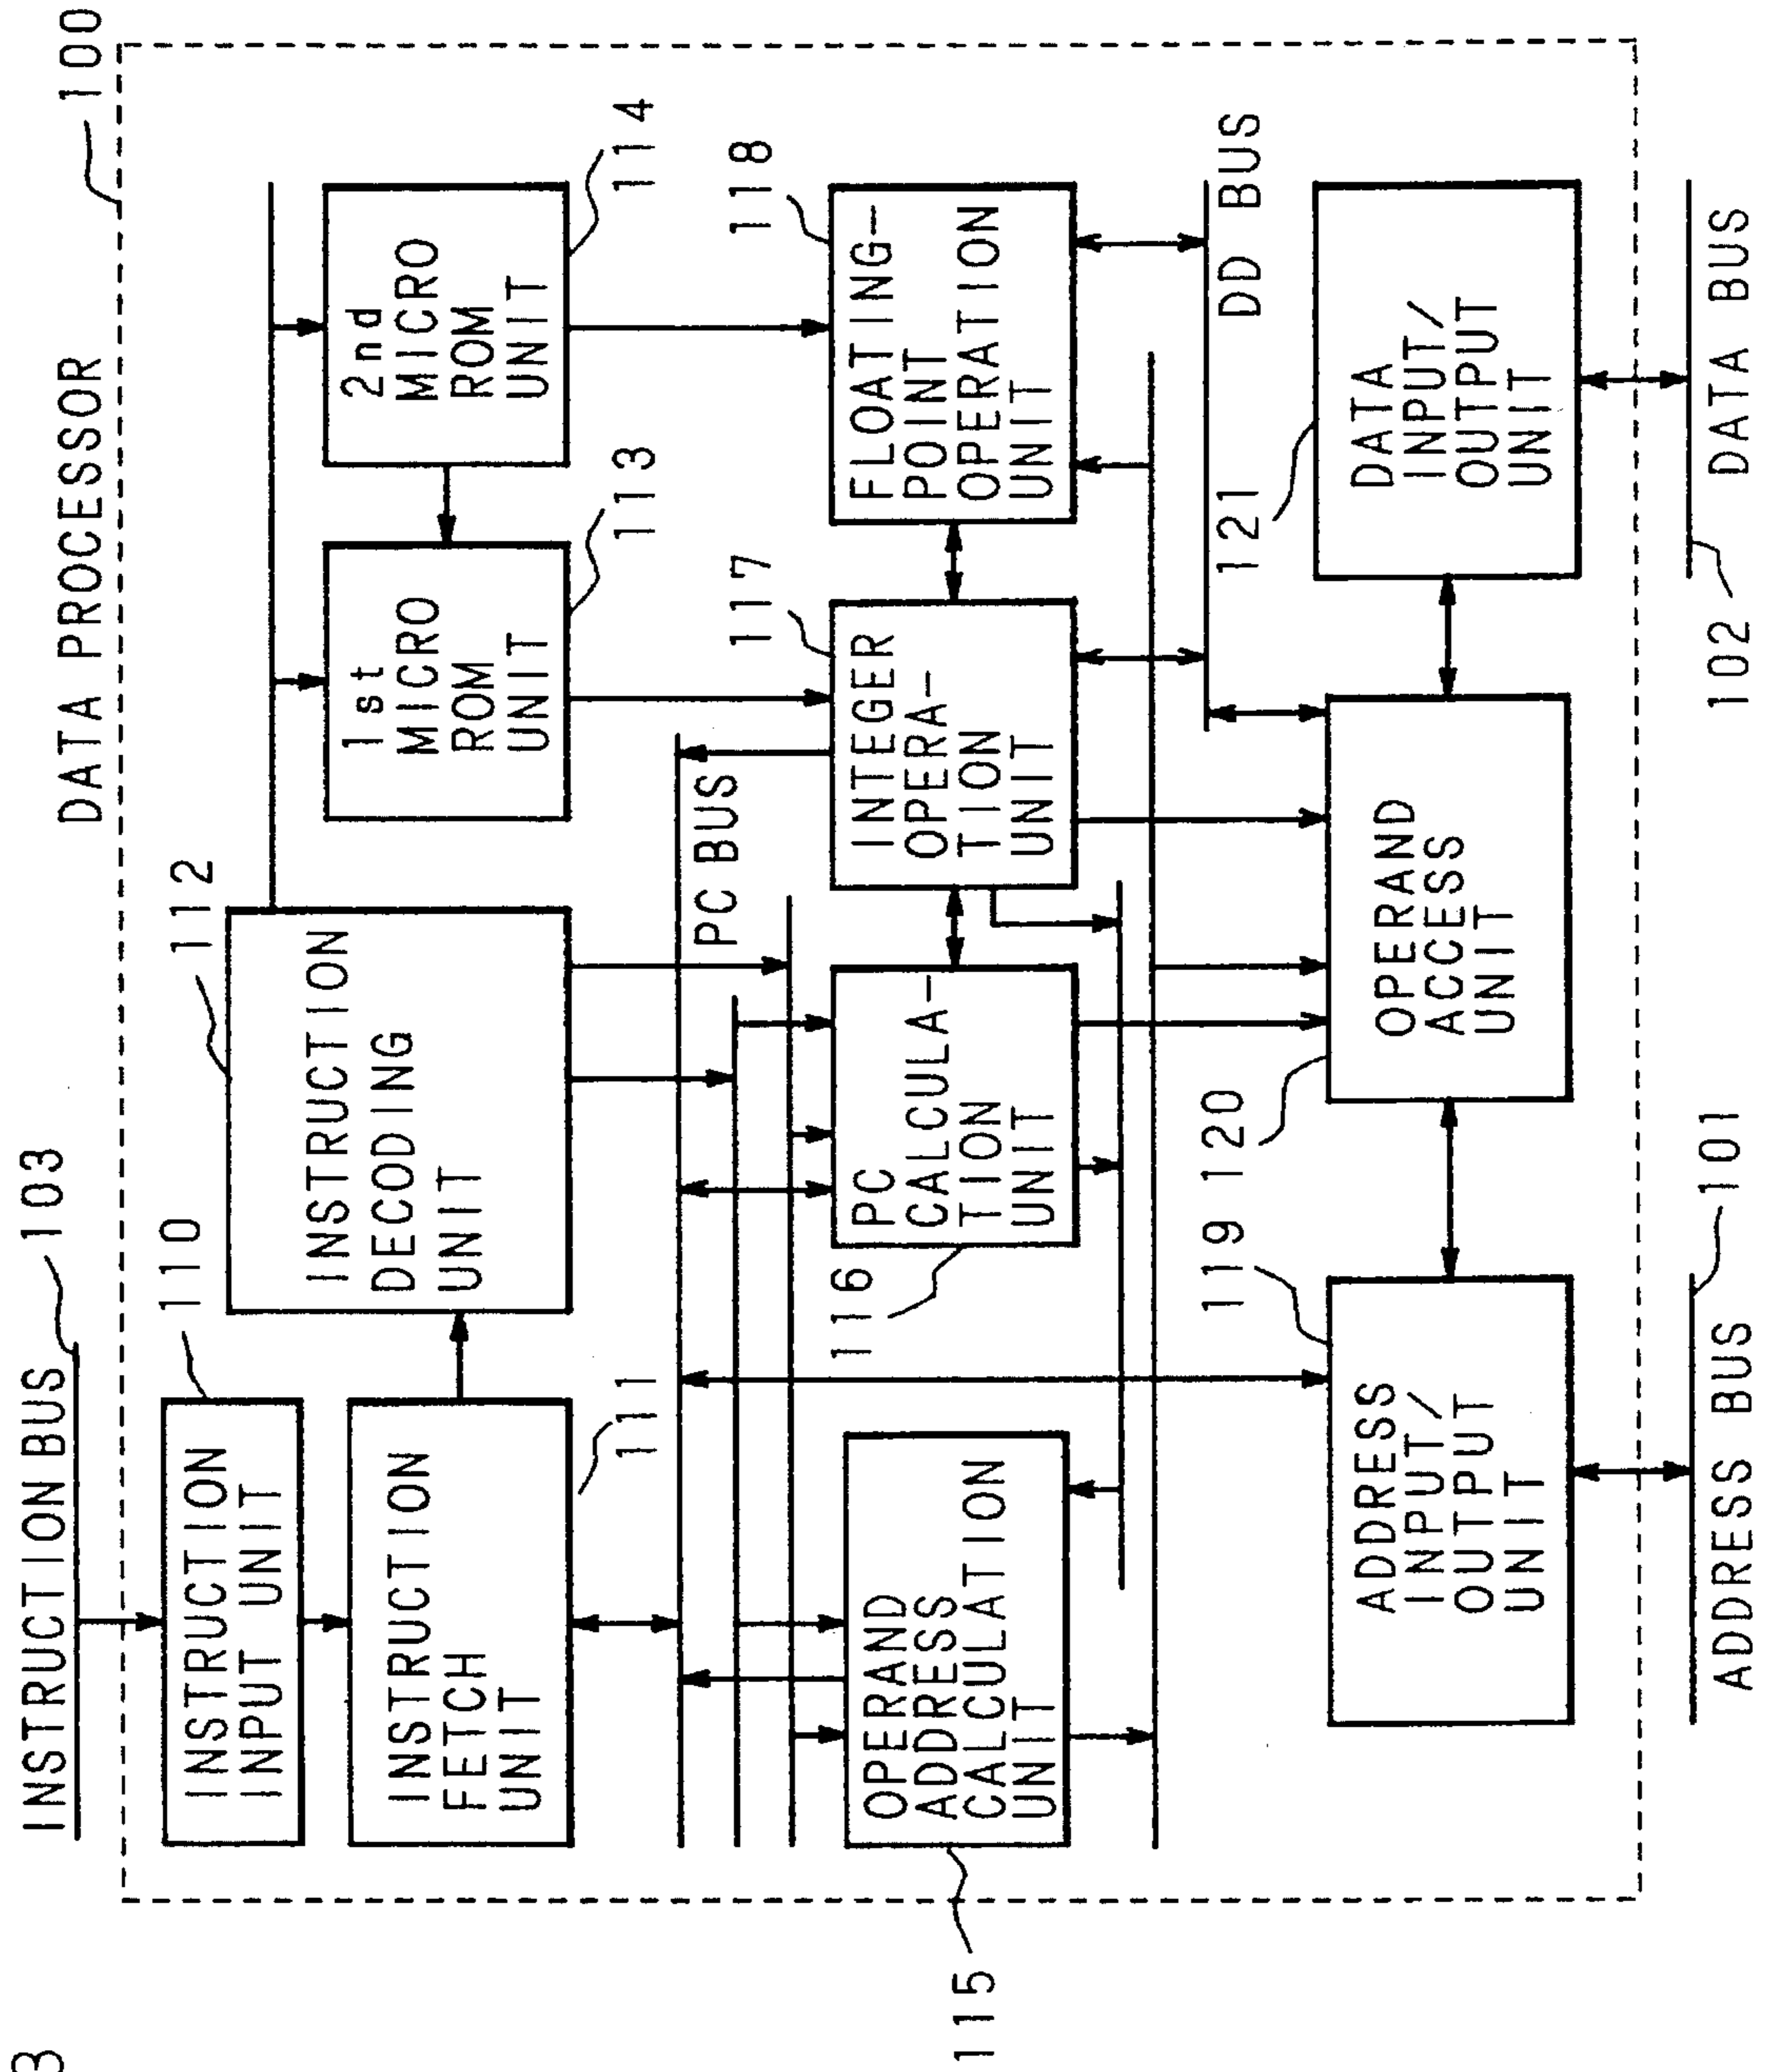 DATA PROCESSOR
100
INSTRUCTION BUS
103
110
INSTRUCTION
INPUT UNIT
112
INSTRUCTION
DECODING
UNIT
1st
MICRO
ROM
UNIT
113
2nd
MICRO
ROM
UNIT
114
INSTRUCTION
FETCH
UNIT
111
PC BUS
115
OPERAND
ADDRESS
CALCULATION
UNIT
116
PC
CALCULA-
TION
UNIT
117
INTEGER
OPERA-
TION
UNIT
118
FLOATING-
POINT
OPERATION
UNIT
DD BUS
119
ADDRESS
INPUT/
OUTPUT
UNIT
120
OPERAND
ACCESS
UNIT
121
DATA
INPUT/
OUTPUT
UNIT
101
ADDRESS BUS
102
DATA BUS